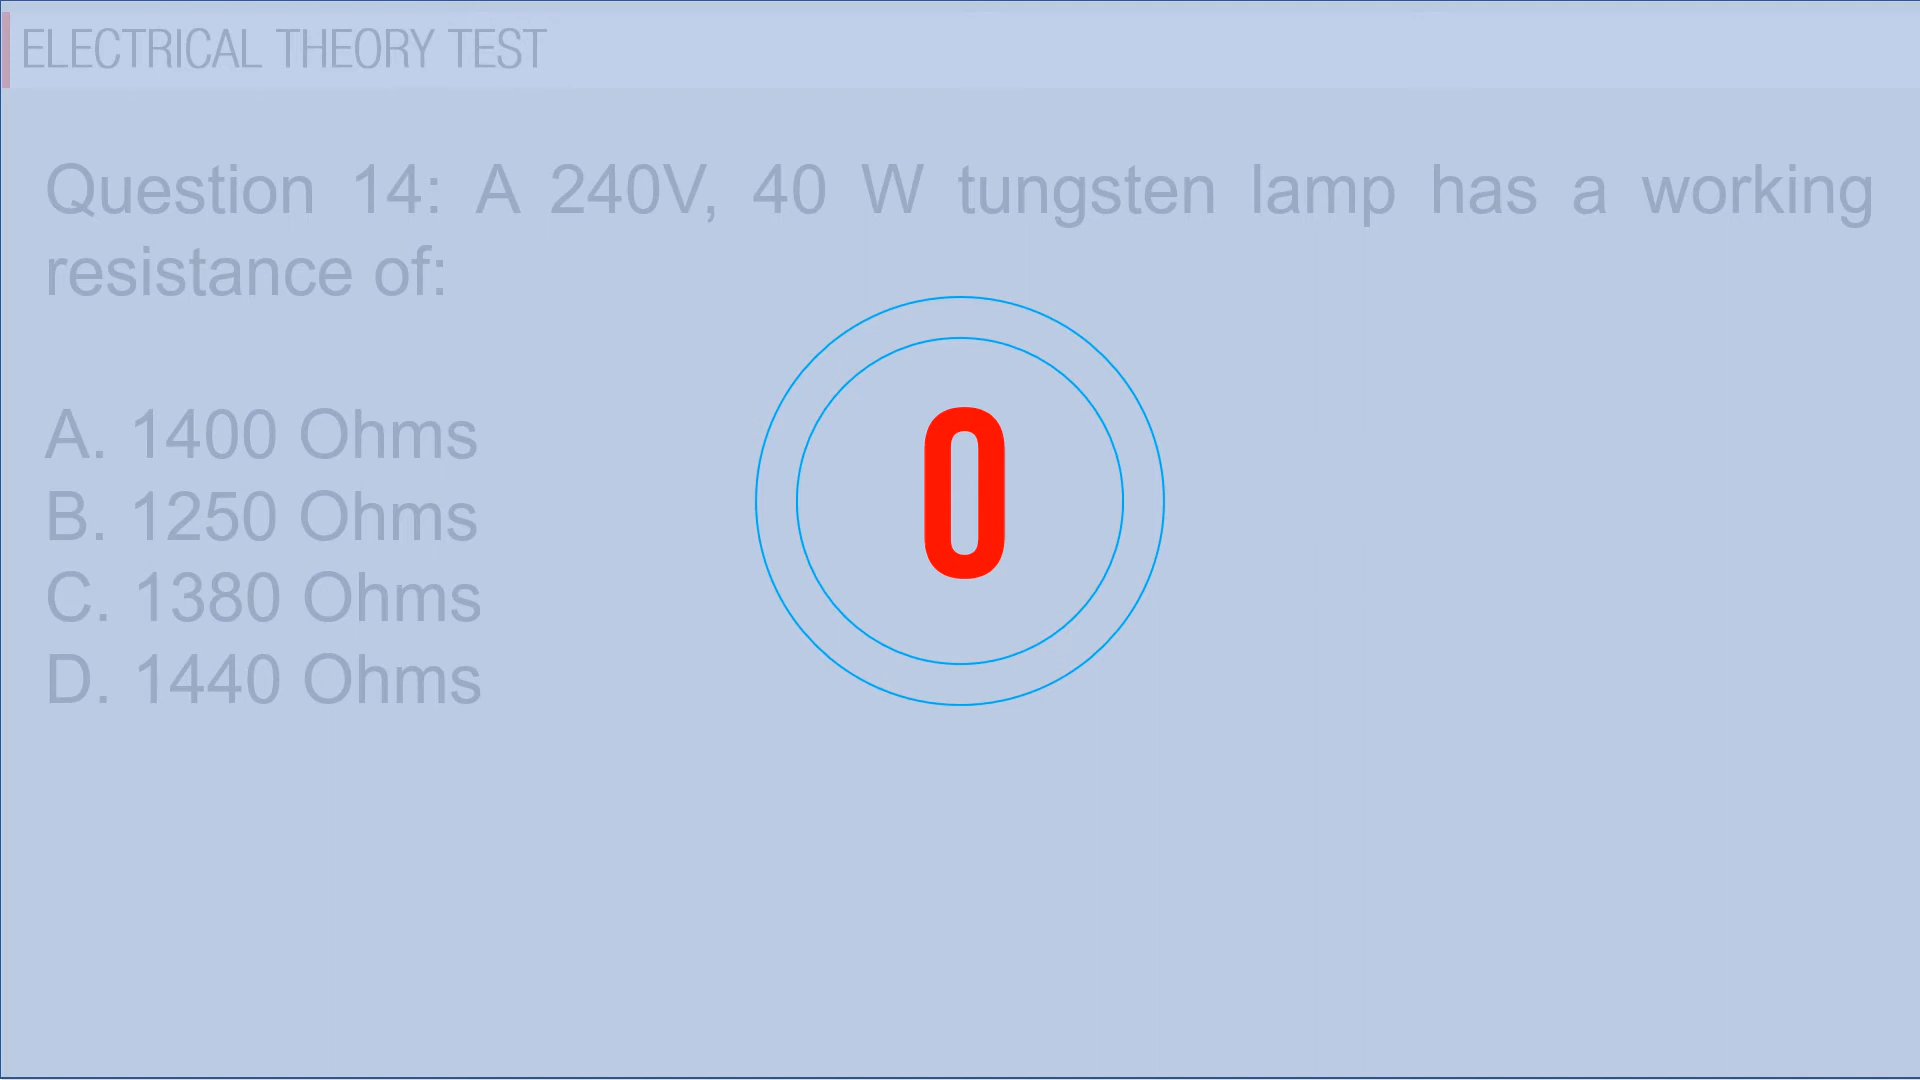 ELECTRICAL THEORY TEST
Question 14: A 240V, 40 W tungsten lamp has a working
resistance of:
A. 1400 Ohms
B. 1250 Ohms
C. 1380 Ohms
D. 1440 Ohms
0